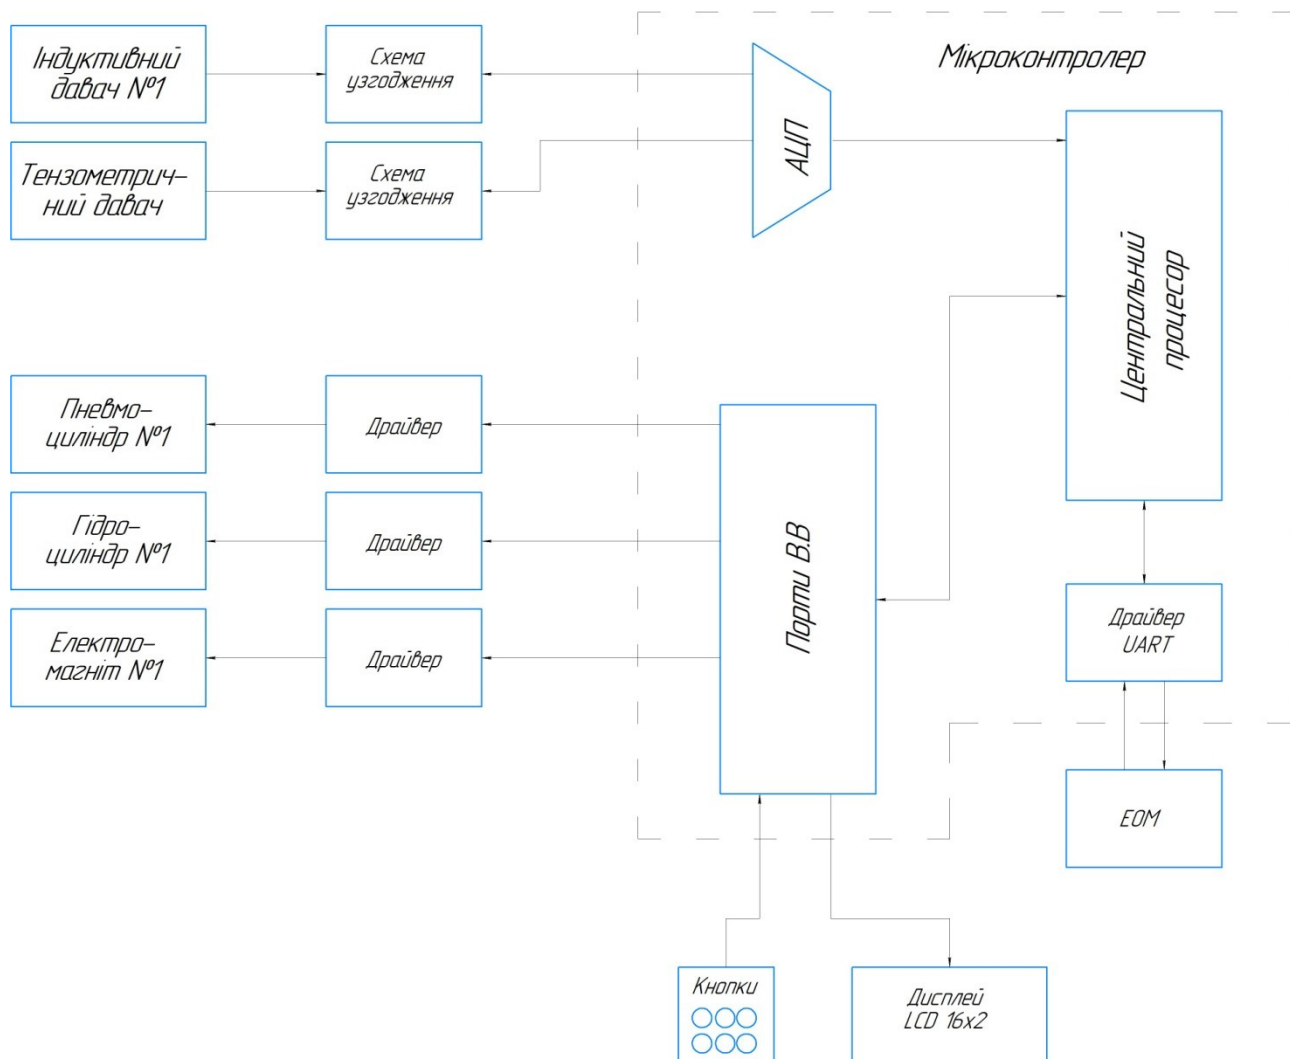 Індуктивний
давач №1
Схема
узгодження
Мікроконтролер
Тензометрич-
ний давач
Схема
узгодження
АЦП
Центральний
процесор
Пневмо-
циліндр №1
Драйвер
Гідро-
циліндр №1
Драйвер
Порти В.В
Електро-
магніт №1
Драйвер
Драйвер
UART
ЕОМ
Кнопки
Дисплей
LCD 16x2